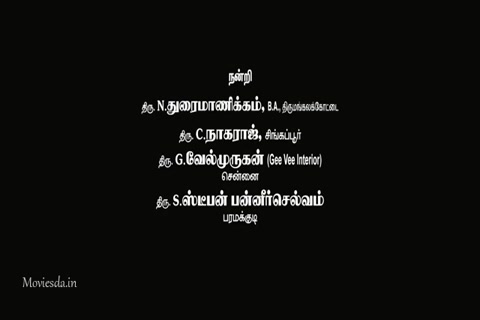 நன்றி
திரு. N.துரைமாணிக்கம், B.A., திருமங்கலக்கோட்டை
திரு. C.நாகராஜ், சிங்கப்பூர்
திரு. G.வேல்முருகன் (Gee Vee Interior)
சென்னை
திரு. S.ஸ்டீபன் பன்னீர்செல்வம்
பரமக்குடி
Moviesda.in